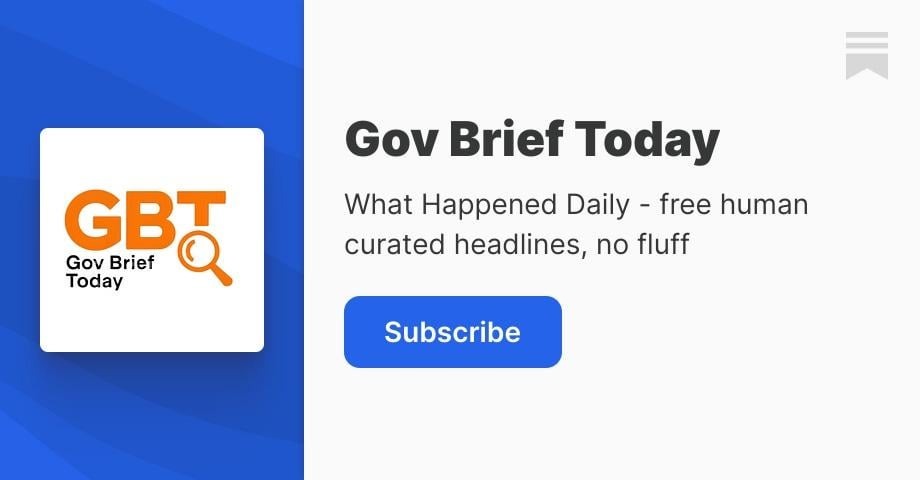 GBT
Gov Brief
Today
Gov Brief Today
What Happened Daily - free human
curated headlines, no fluff
Subscribe